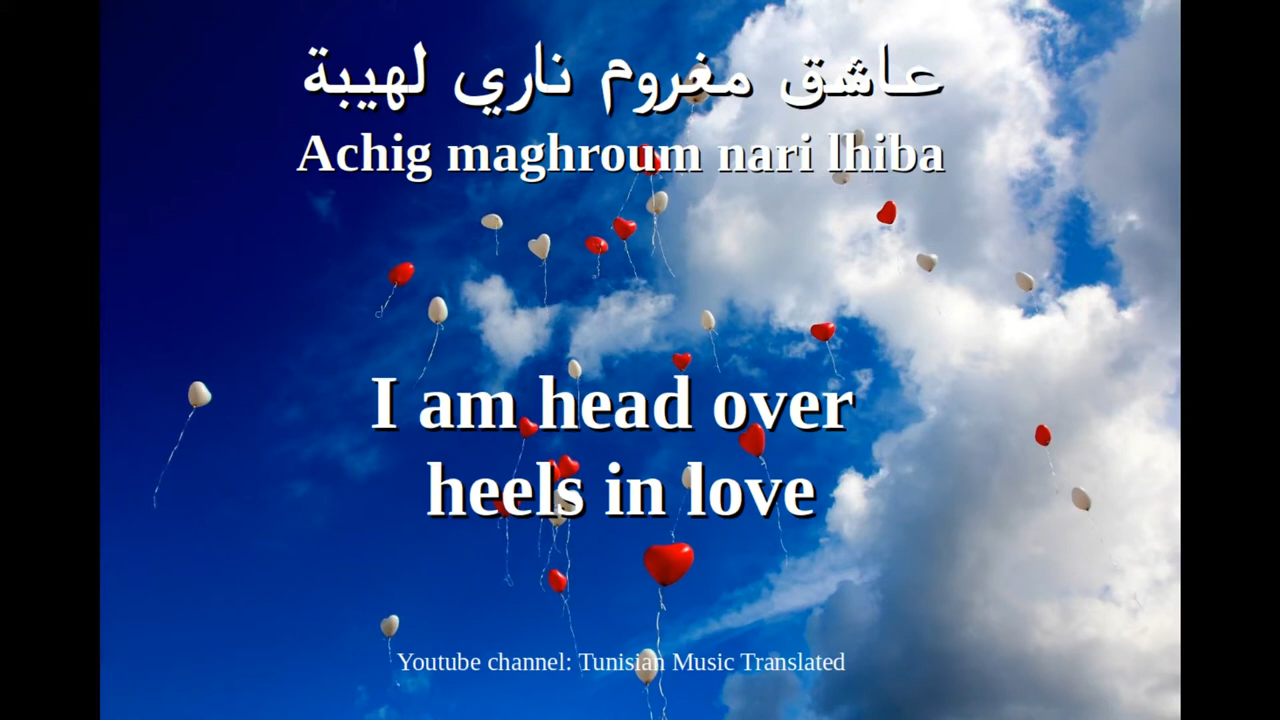 عاشق مغروم ناري لهيبة
Achig maghroum nari lhiba
I am head over
heels in love
Youtube channel: Tunisian Music Translated